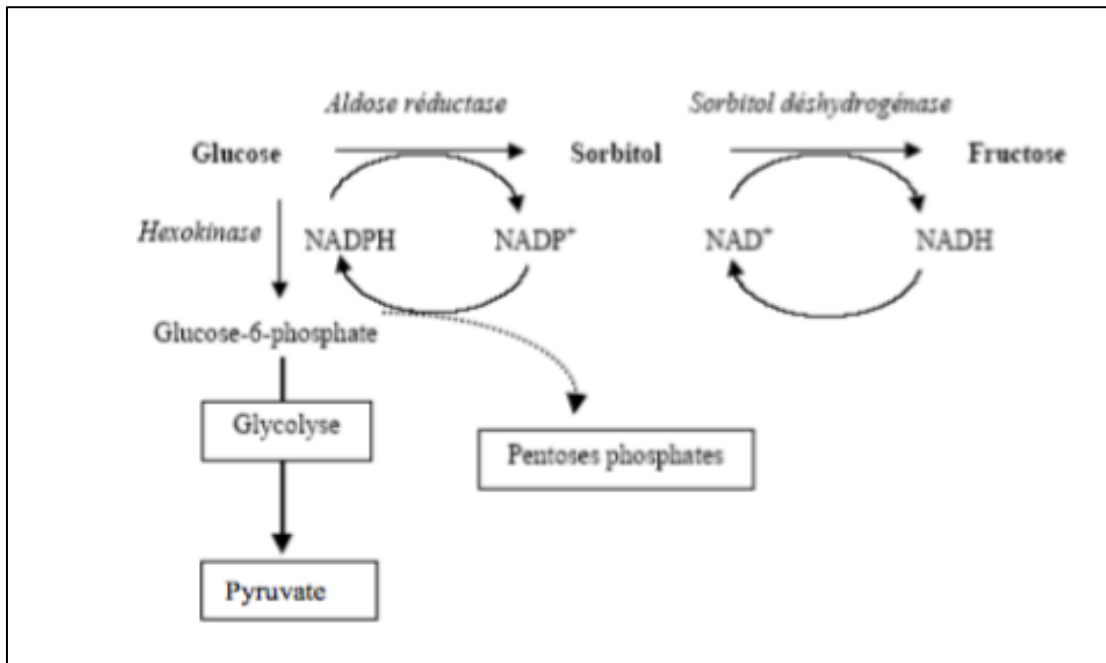 Aldose réductase
Sorbitol déshydrogénase
Glucose
Sorbitol
Fructose
Hexokinase
NADPH
NADP⁺
NAD⁺
NADH
Glucose-6-phosphate
Glycolyse
Pentoses phosphates
Pyruvate